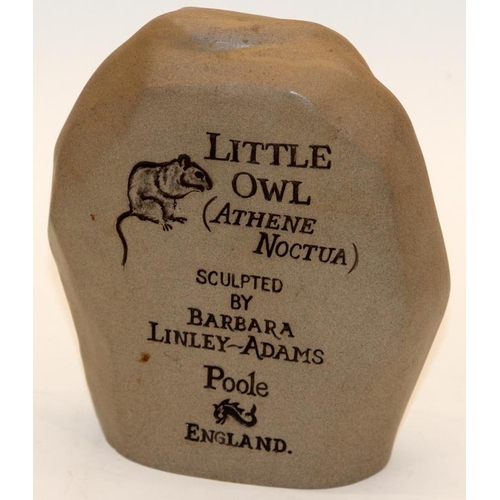 LITTLE
OWL
(ATHENE
NOCTUA)
SCULPTED
BY
BARBARA
LINLEY-ADAMS
Poole
ENGLAND.